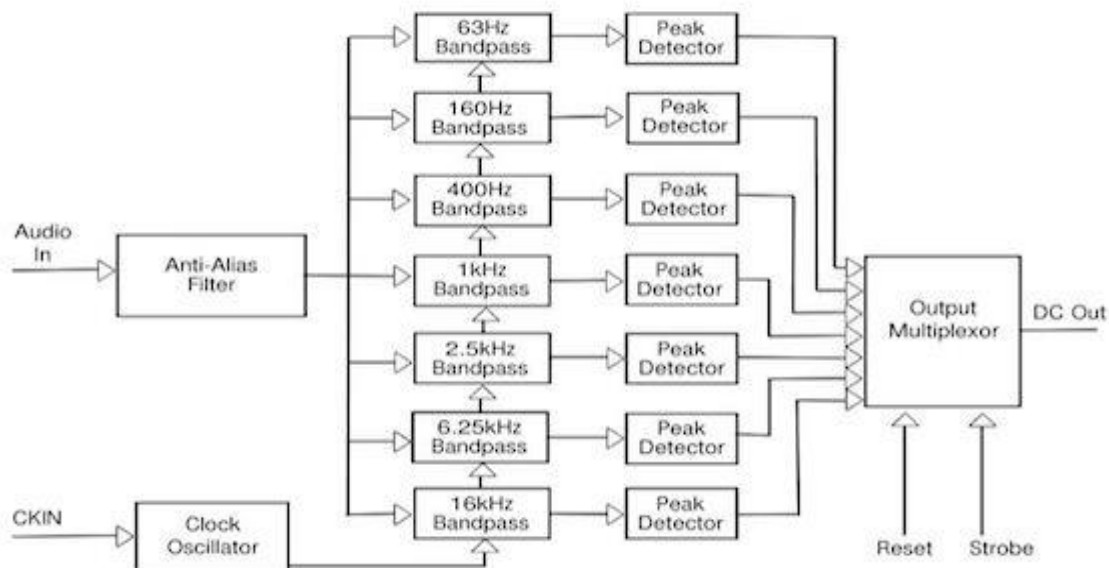 63Hz
Bandpass
Peak
Detector
160Hz
Bandpass
Peak
Detector
400Hz
Bandpass
Peak
Detector
Audio
In
Anti-Alias
Filter
1kHz
Bandpass
Peak
Detector
Output
Multiplexor
DC Out
2.5kHz
Bandpass
Peak
Detector
6.25kHz
Bandpass
Peak
Detector
CKIN
Clock
Oscillator
16kHz
Bandpass
Peak
Detector
Reset
Strobe